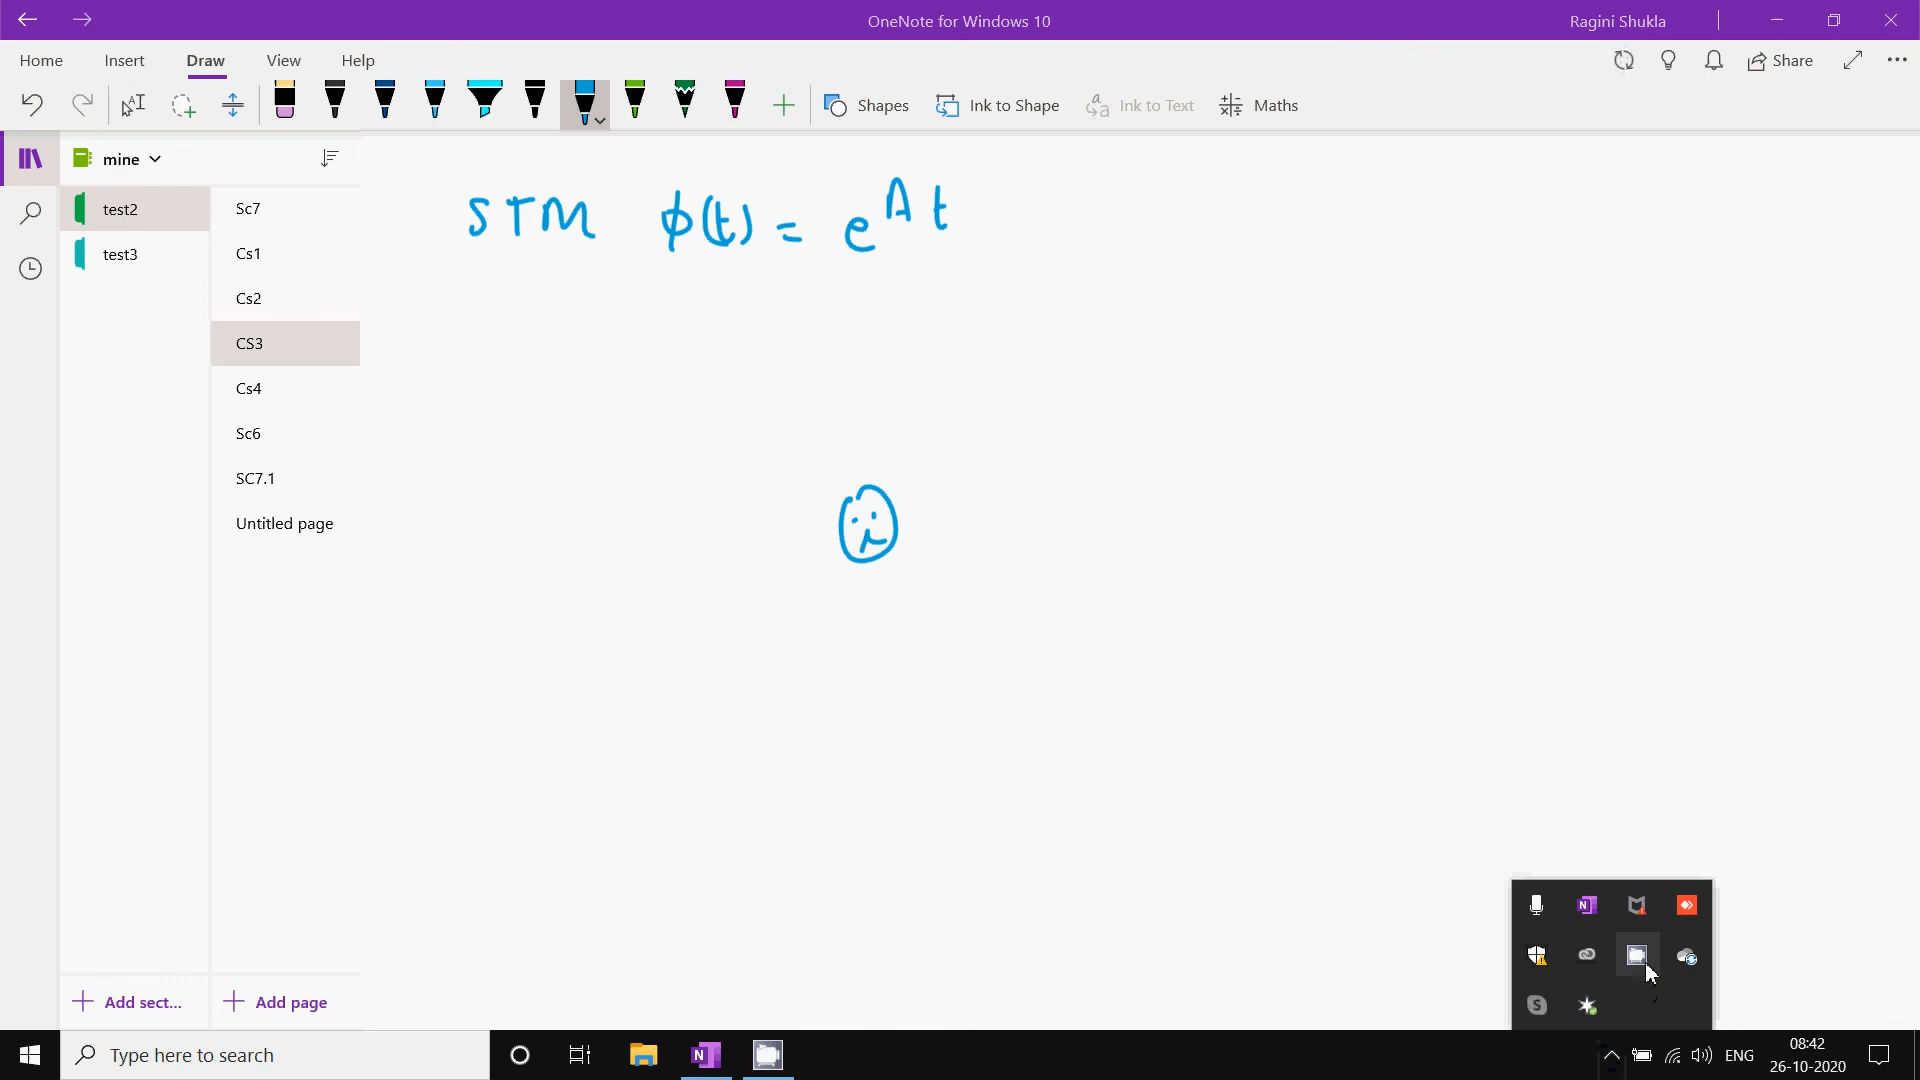 OneNote for Windows 10
Ragini Shukla
Home Insert Draw View Help
Share
Shapes Ink to Shape Ink to Text Maths
mine
test2
test3
Sc7
Cs1
Cs2
CS3
Cs4
Sc6
SC7.1
Untitled page
STM ϕ(t) = e^At
Add sect...
Add page
Type here to search
ENG
08:42
26-10-2020